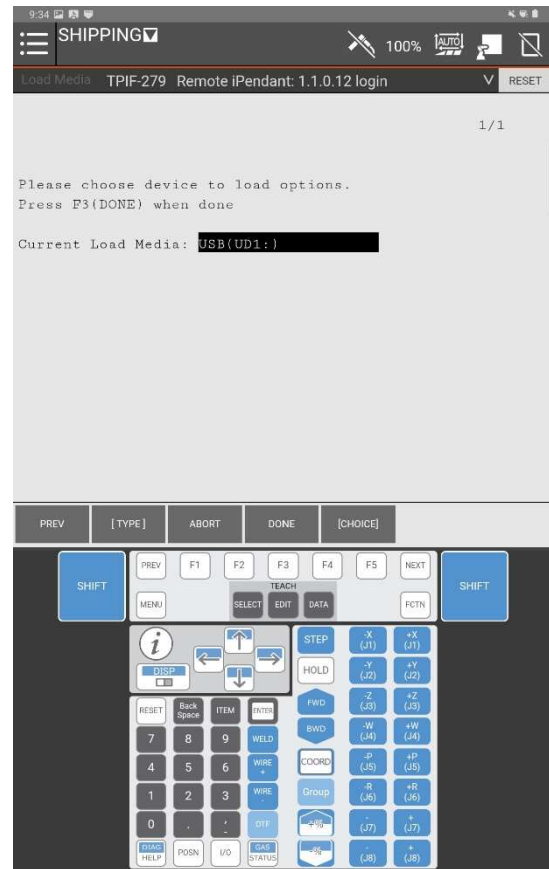 9:34
SHIPPING
100%
AUTO
Load Media TPIF-279 Remote iPendant: 1.1.0.12 login
RESET
1/1
Please choose device to load options.
Press F3(DONE) when done
Current Load Media: USB(UD1:)
PREV [ TYPE ] ABORT DONE [CHOICE]
SHIFT
PREV F1 F2 F3 F4 F5 NEXT
SHIFT
TEACH
MENU SELECT EDIT DATA FCTN
i
DISP
STEP -X (J1) +X (J1)
HOLD -Y (J2) +Y (J2)
FWD -Z (J3) +Z (J3)
BWD -W (J4) +W (J4)
COORD -P (J5) +P (J5)
Group -R (J6) +R (J6)
+% - (J7) + (J7)
-% - (J8) + (J8)
RESET Back Space ITEM ENTER
7 8 9 WELD
4 5 6 WIRE +
1 2 3 WIRE -
0 . OTF
DIAG HELP POSN I/O GAS STATUS